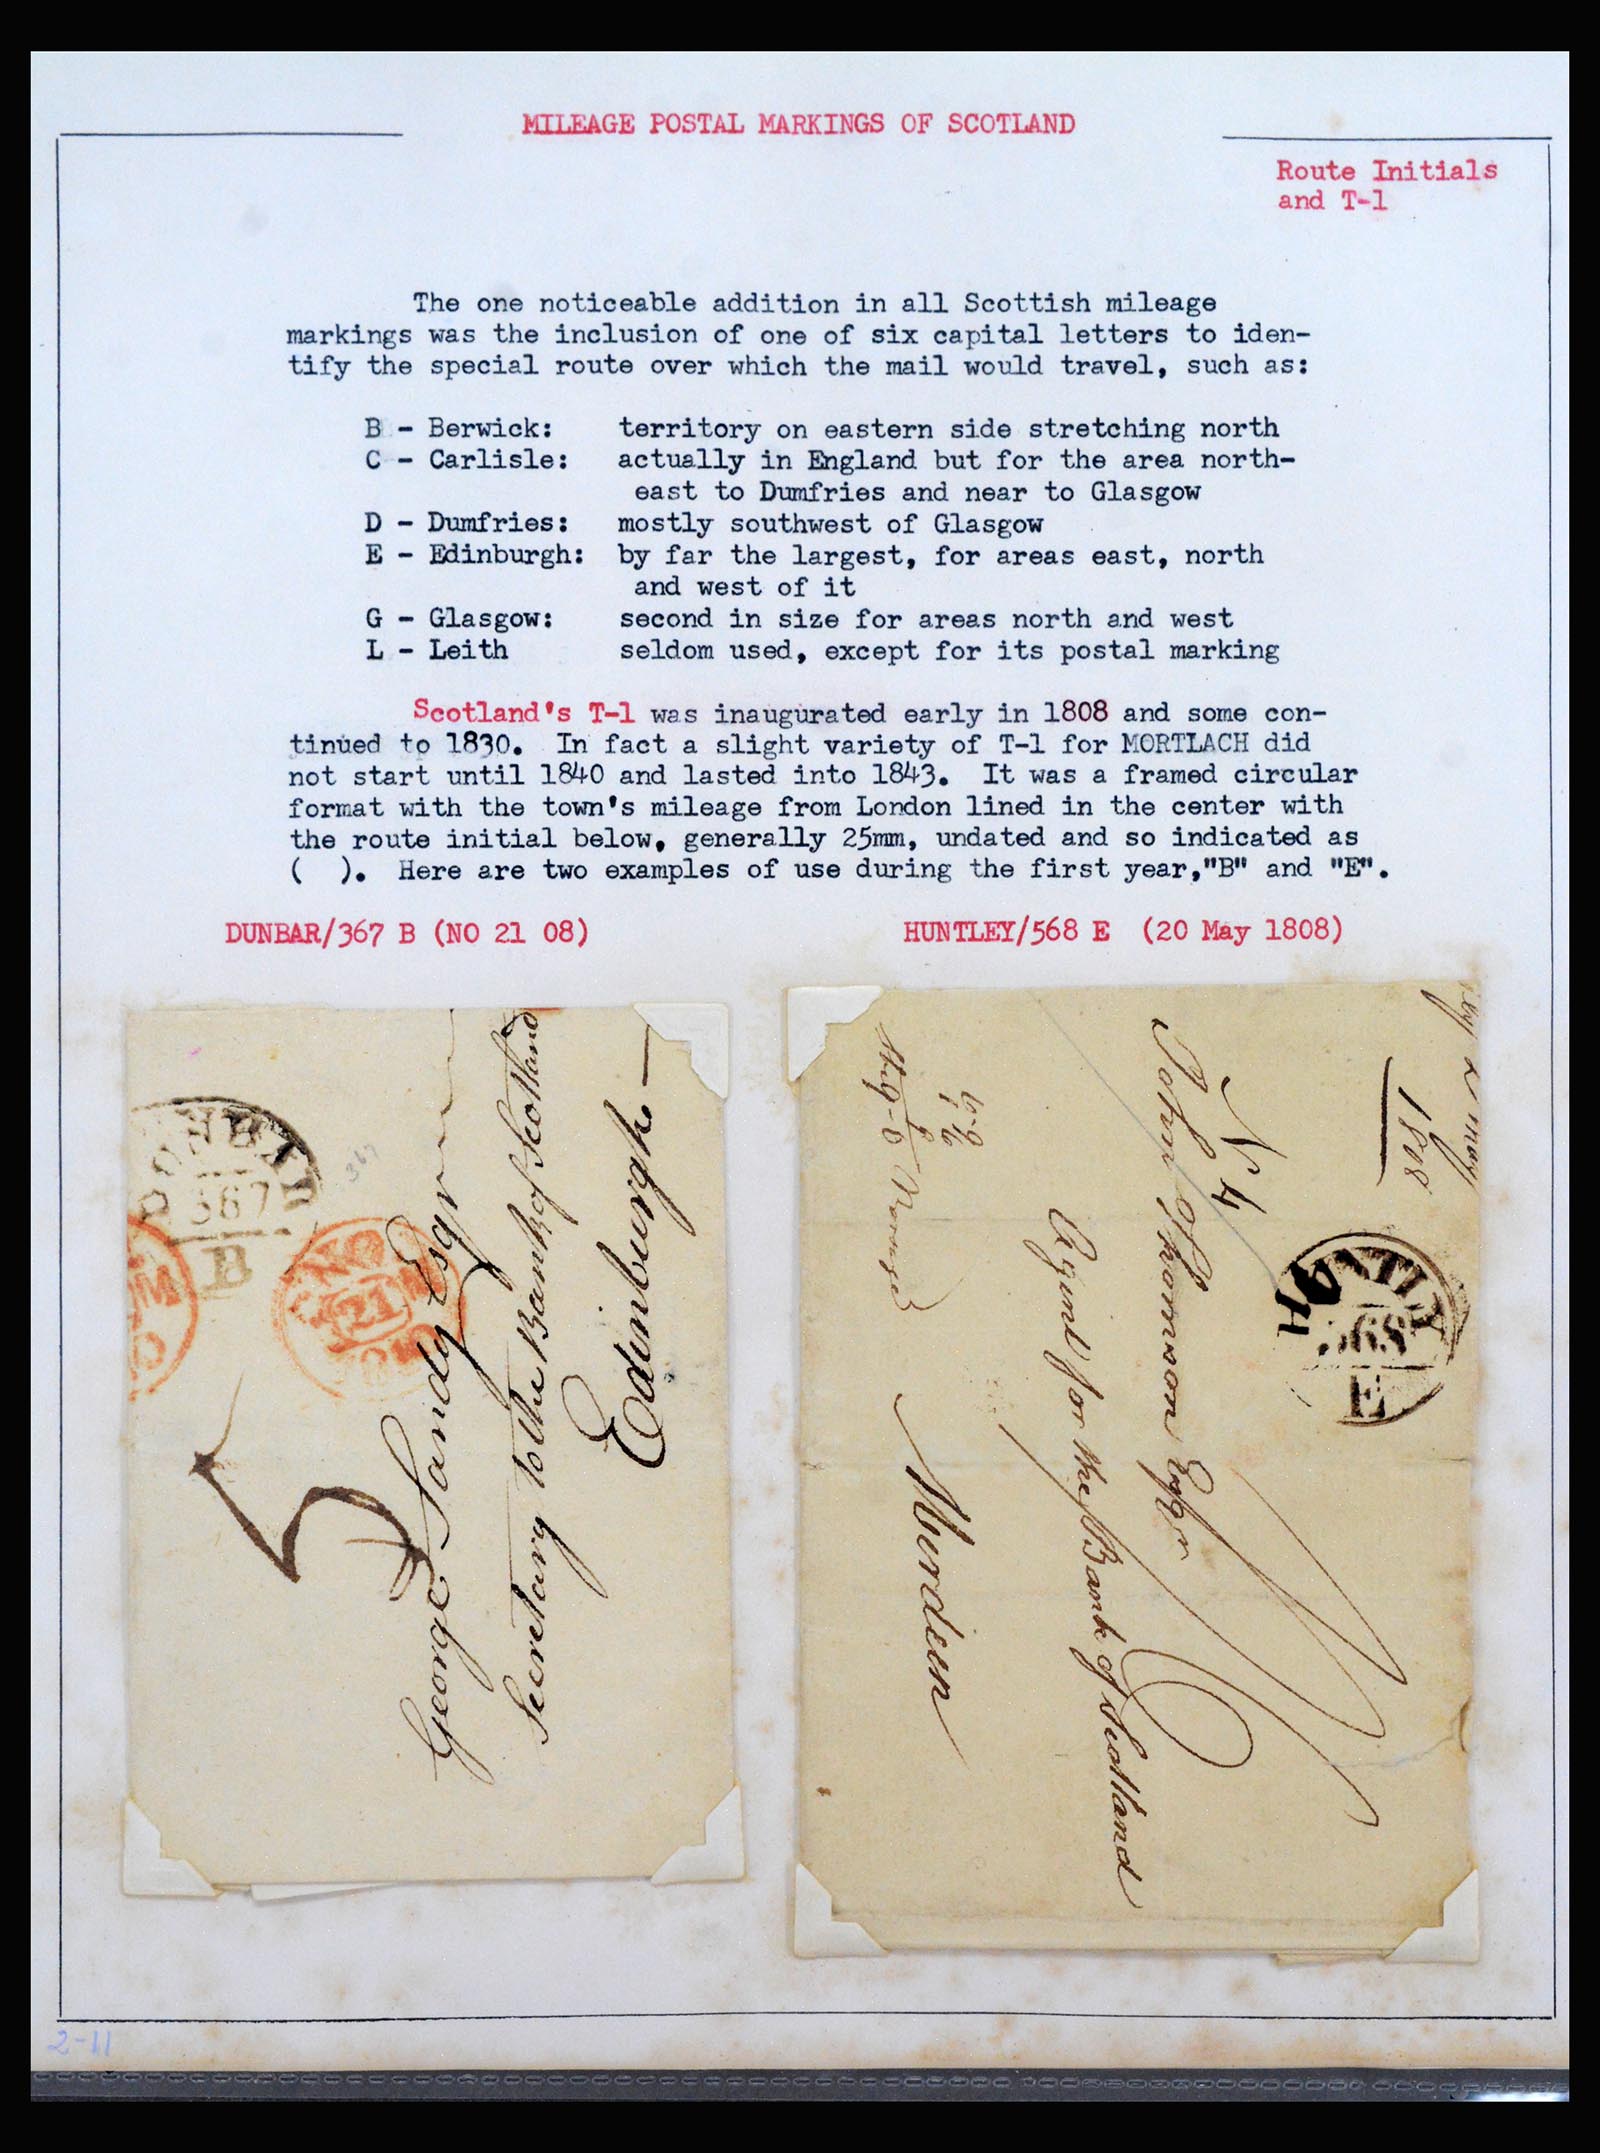 MILEAGE POSTAL MARKINGS OF SCOTLAND
Route Initials
and T-1
The one noticeable addition in all Scottish mileage
markings was the inclusion of one of six capital letters to iden-
tify the special route over which the mail would travel, such as:
B - Berwick: territory on eastern side stretching north
C - Carlisle: actually in England but for the area north-
east to Dumfries and near to Glasgow
D - Dumfries: mostly southwest of Glasgow
E - Edinburgh: by far the largest, for areas east, north
and west of it
G - Glasgow: second in size for areas north and west
L - Leith seldom used, except for its postal marking
Scotland's T-1 was inaugurated early in 1808 and some con-
tinued to 1830. In fact a slight variety of T-1 for MORTLACH did
not start until 1840 and lasted into 1843. It was a framed circular
format with the town's mileage from London lined in the center with
the route initial below, generally 25mm, undated and so indicated as
( ). Here are two examples of use during the first year,"B" and "E".
DUNBAR/367 B (NO 21 08)
HUNTLEY/568 E (20 May 1808)
DUNBAR
367
B
367
NO
21
5
George Sandy Esqr
Secretary to the Bank of Scotland
Edinburgh
May
1808
HUNTLY
568
E
4
John Thomson Esqr
Agent for the Bank of Scotland
Aberdeen
2-11